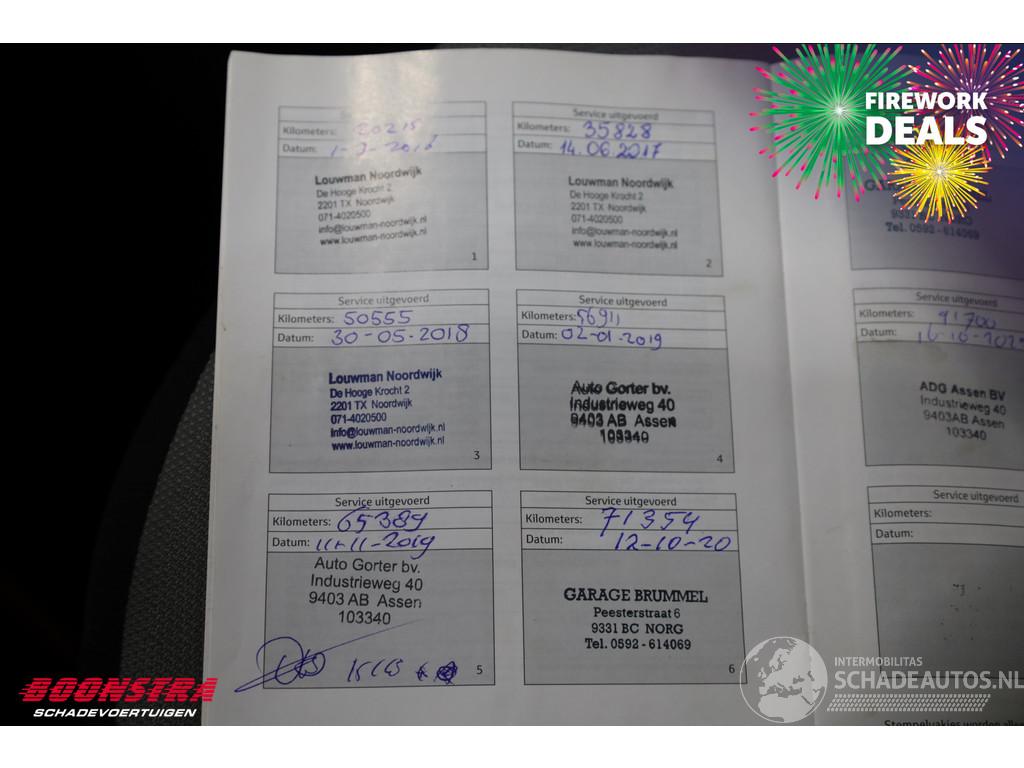 FIREWORK
DEALS
Kilometers: 20215
Datum: 1-3-2016
Louwman Noordwijk
De Hooge Krocht 2
2201 TX Noordwijk
071-4020500
info@louwman-noordwijk.nl
www.louwman-noordwijk.nl
1
Service uitgevoerd
Kilometers: 35828
Datum: 14.06.2017
Louwman Noordwijk
De Hooge Krocht 2
2201 TX Noordwijk
071-4020500
info@louwman-noordwijk.nl
www.louwman-noordwijk.nl
2
Service uitgevoerd
Kilometers: 50555
Datum: 30-05-2018
Louwman Noordwijk
De Hooge Krocht 2
2201 TX Noordwijk
071-4020500
info@louwman-noordwijk.nl
www.louwman-noordwijk.nl
3
Service uitgevoerd
Kilometers: 56911
Datum: 02-01-2019
Auto Gorter bv.
Industrieweg 40
9403 AB Assen
103340
4
Service uitgevoerd
Kilometers: 65389
Datum: 11-11-2019
Auto Gorter bv.
Industrieweg 40
9403 AB Assen
103340
5
Service uitgevoerd
Kilometers: 71354
Datum: 12-10-20
GARAGE BRUMMEL
Peesterstraat 6
9331 BC NORG
Tel. 0592-614069
6
9331
Tel. 0592-614069
Service uitgevoerd
Kilometers: 91700
Datum:
ADG Assen BV
Industrieweg 40
9403AB Assen
103340
Service uitgevoerd
Kilometers:
Datum:
Stempelvakjes worden
BOONSTRA
SCHADEVOERTUIGEN
INTERMOBILITAS
SCHADEAUTOS.NL